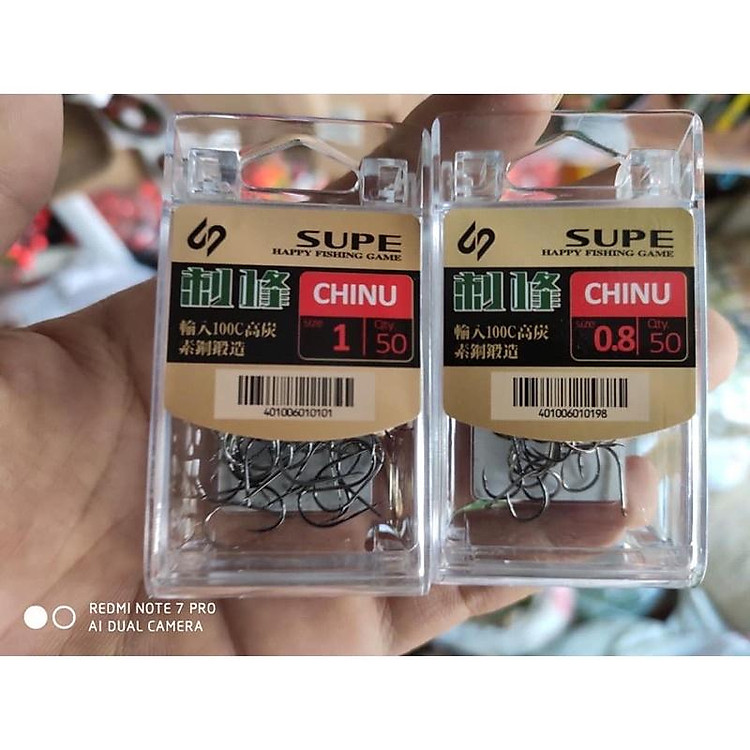 SUPE
HAPPY FISHING GAME
刺峰
CHINU
輸入100C高炭
素鋼鍛造
size
1
Qty.
50
401006010101
SUPE
HAPPY FISHING GAME
刺峰
CHINU
輸入100C高炭
素鋼鍛造
size
0.8
Qty.
50
401006010198
REDMI NOTE 7 PRO
AI DUAL CAMERA